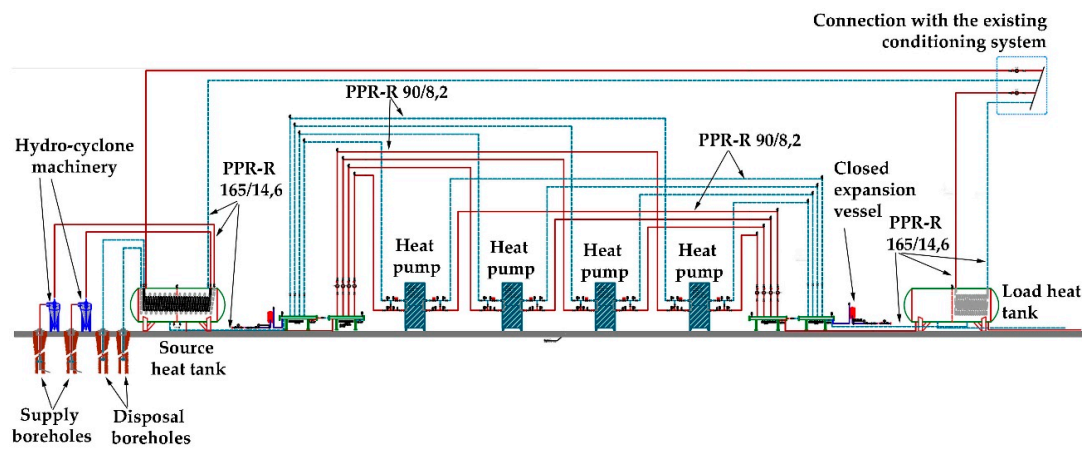 Connection with the existing
conditioning system
PPR-R 90/8,2
PPR-R 90/8,2
Hydro-cyclone
machinery
PPR-R
165/14,6
Closed
expansion
vessel
PPR-R
165/14,6
Heat
pump
Heat
pump
Heat
pump
Heat
pump
Load heat
tank
Source
heat tank
Supply
boreholes
Disposal
boreholes